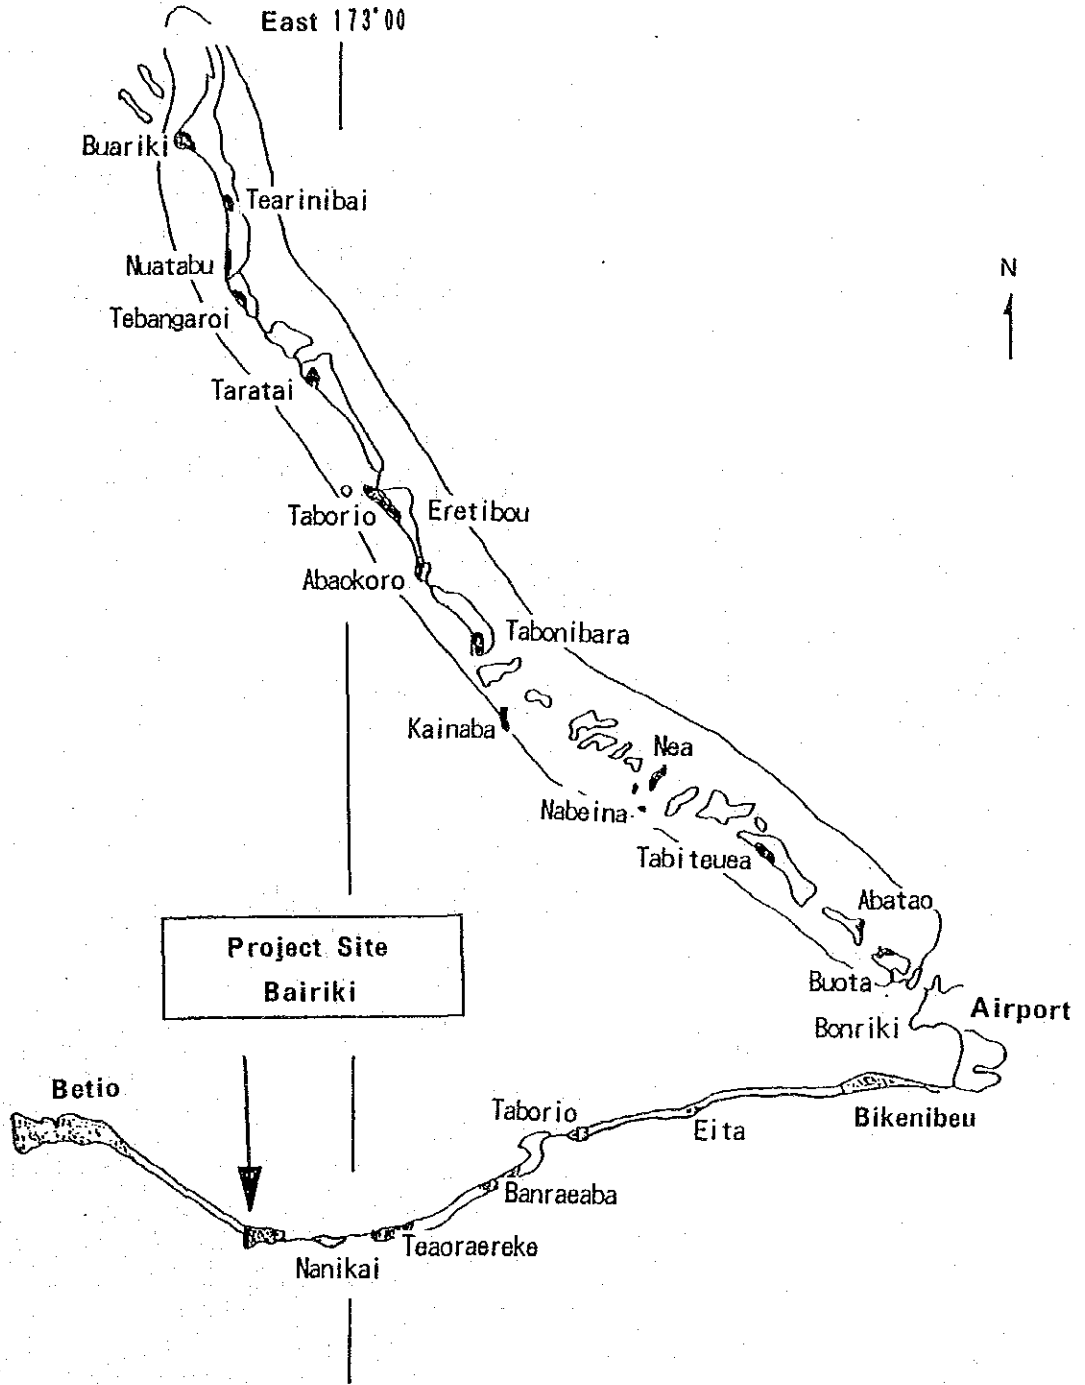 East 173°00
Buariki
Tearinibai
Nuatabu
N
Tebangaroi
Taratai
Taborio
Eretibou
Abaokoro
Tabonibara
Kainaba
Nea
Nabeina
Tabiteuea
Abatao
Project Site
Bairiki
Buota
Airport
Bonriki
Betio
Taborio
Eita
Bikenibeu
Banraeaba
Teaoraereke
Nanikai